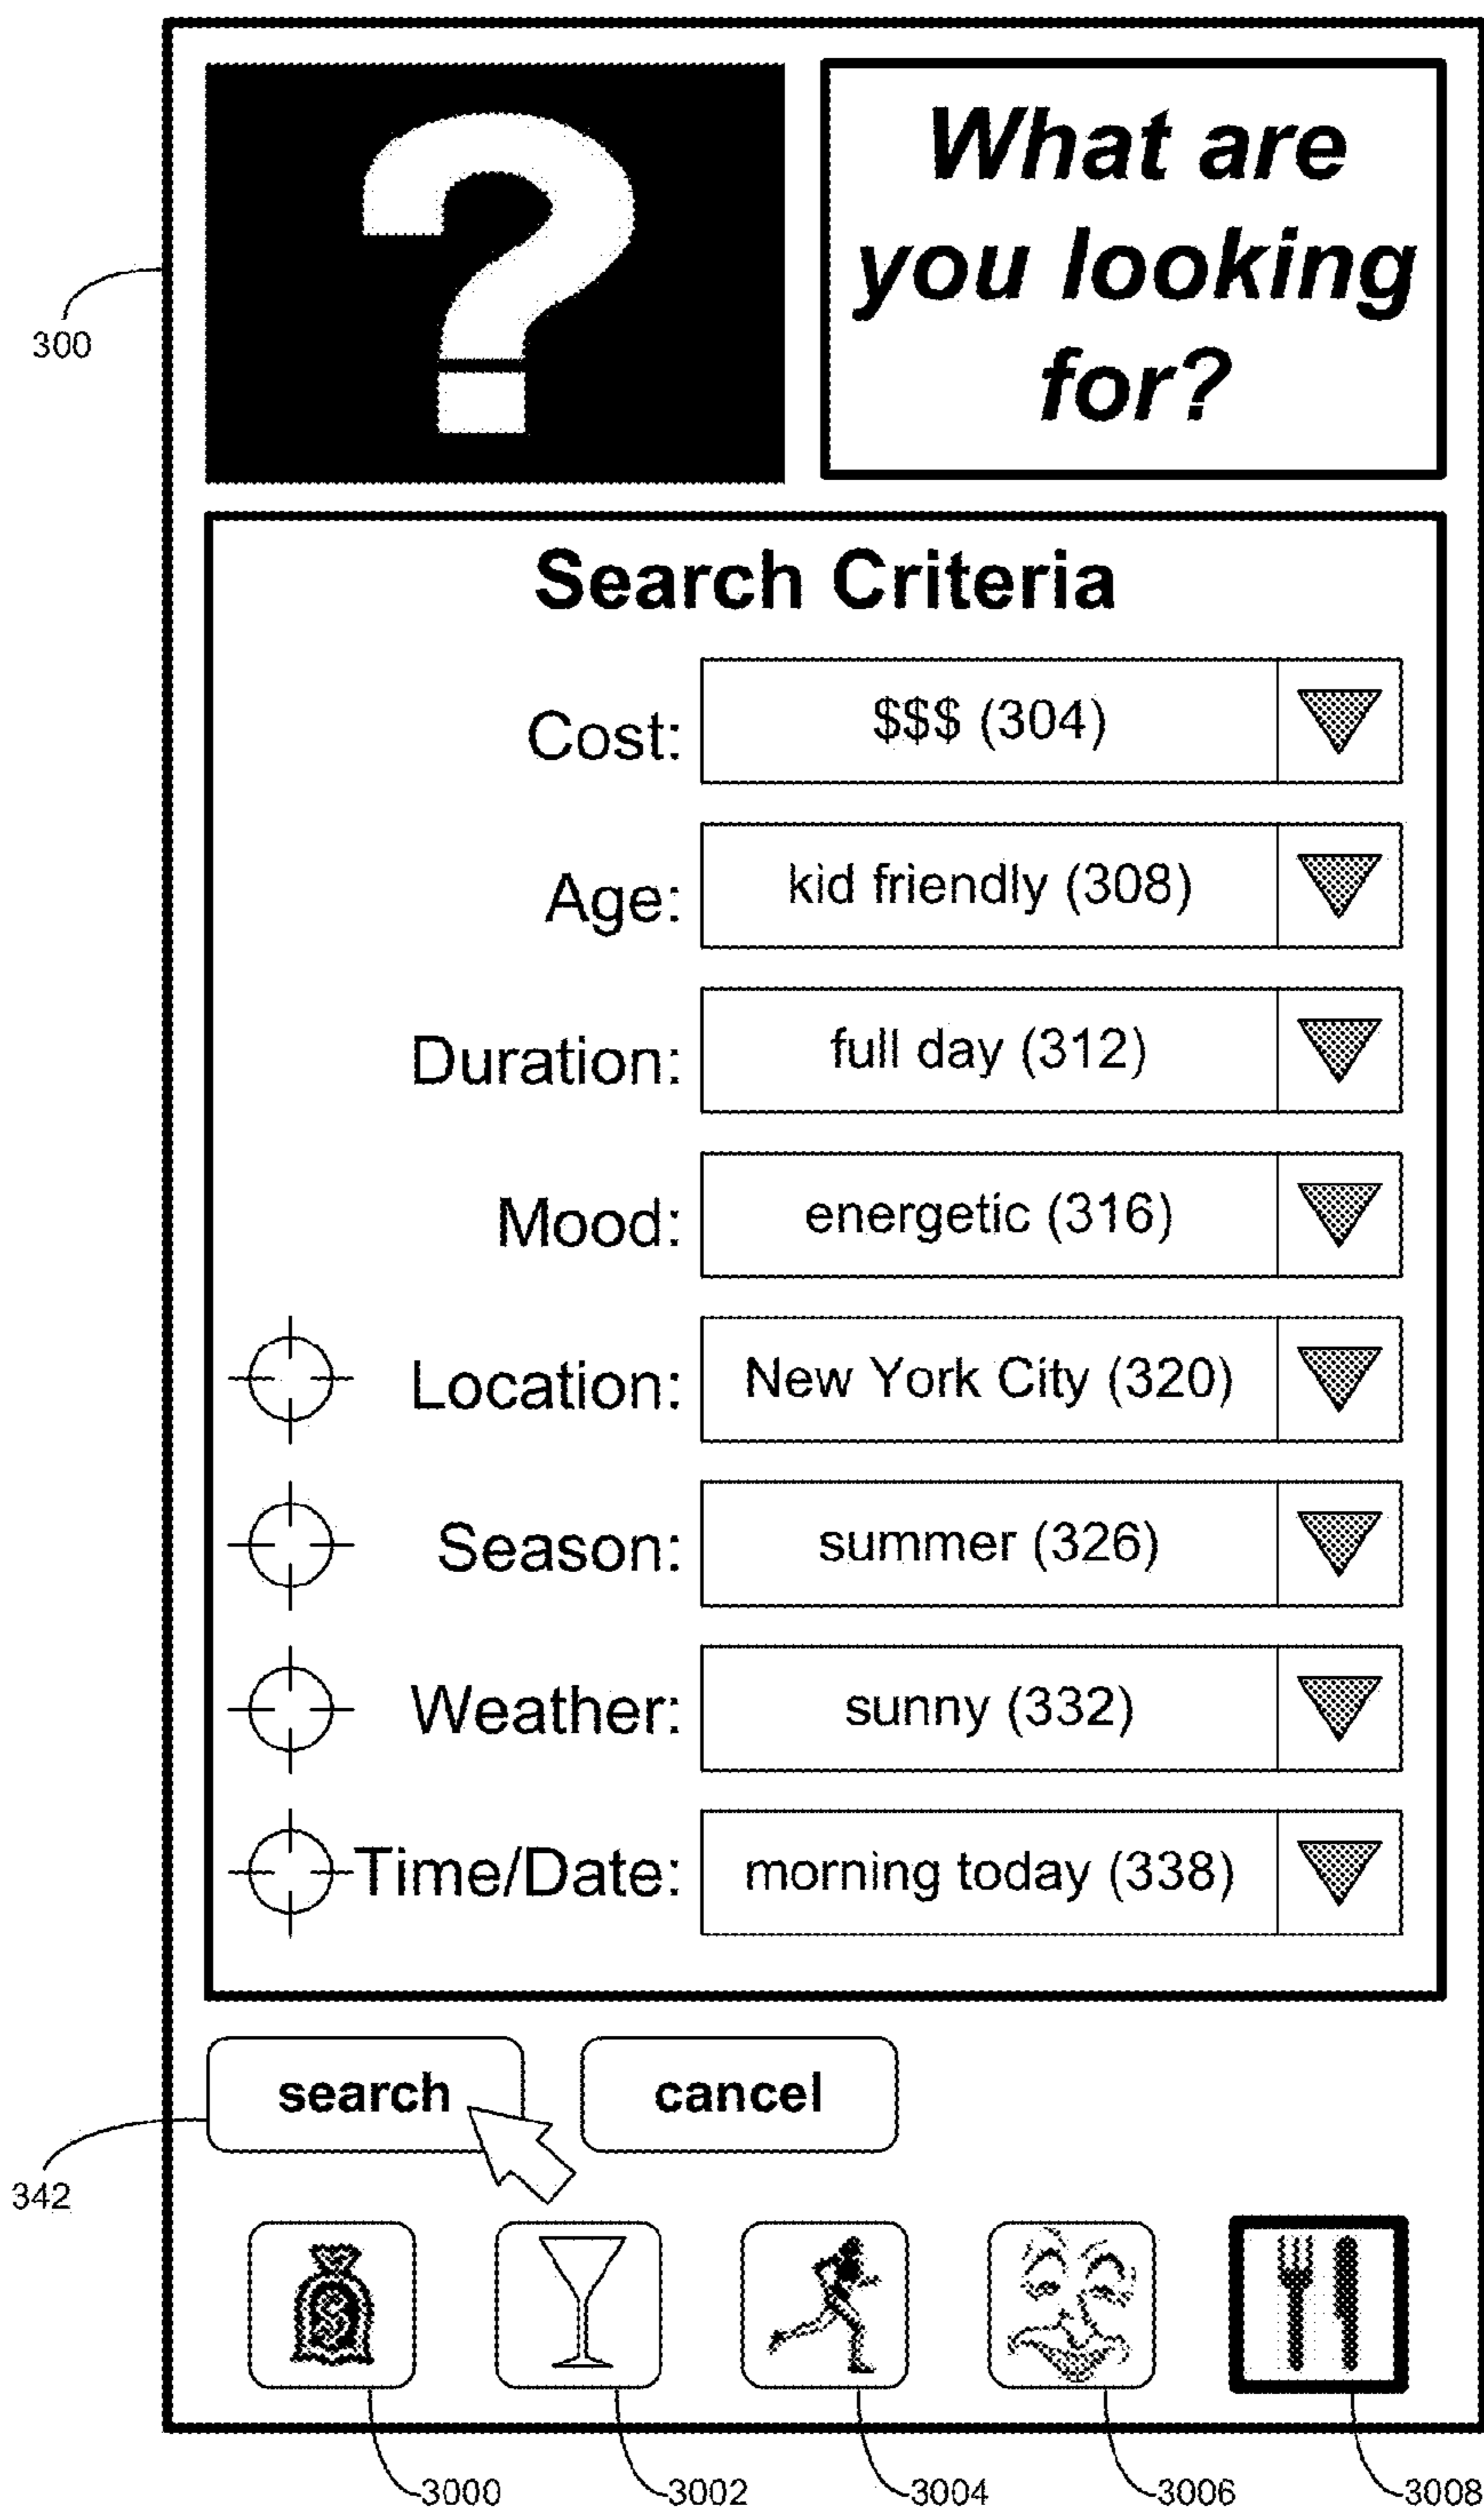 ?
What are
you looking
for?
300
Search Criteria
Cost: $$$ (304)
Age: kid friendly (308)
Duration: full day (312)
Mood: energetic (316)
Location: New York City (320)
Season: summer (326)
Weather: sunny (332)
Time/Date: morning today (338)
search cancel
342
$
3000 3002 3004 3006 3008